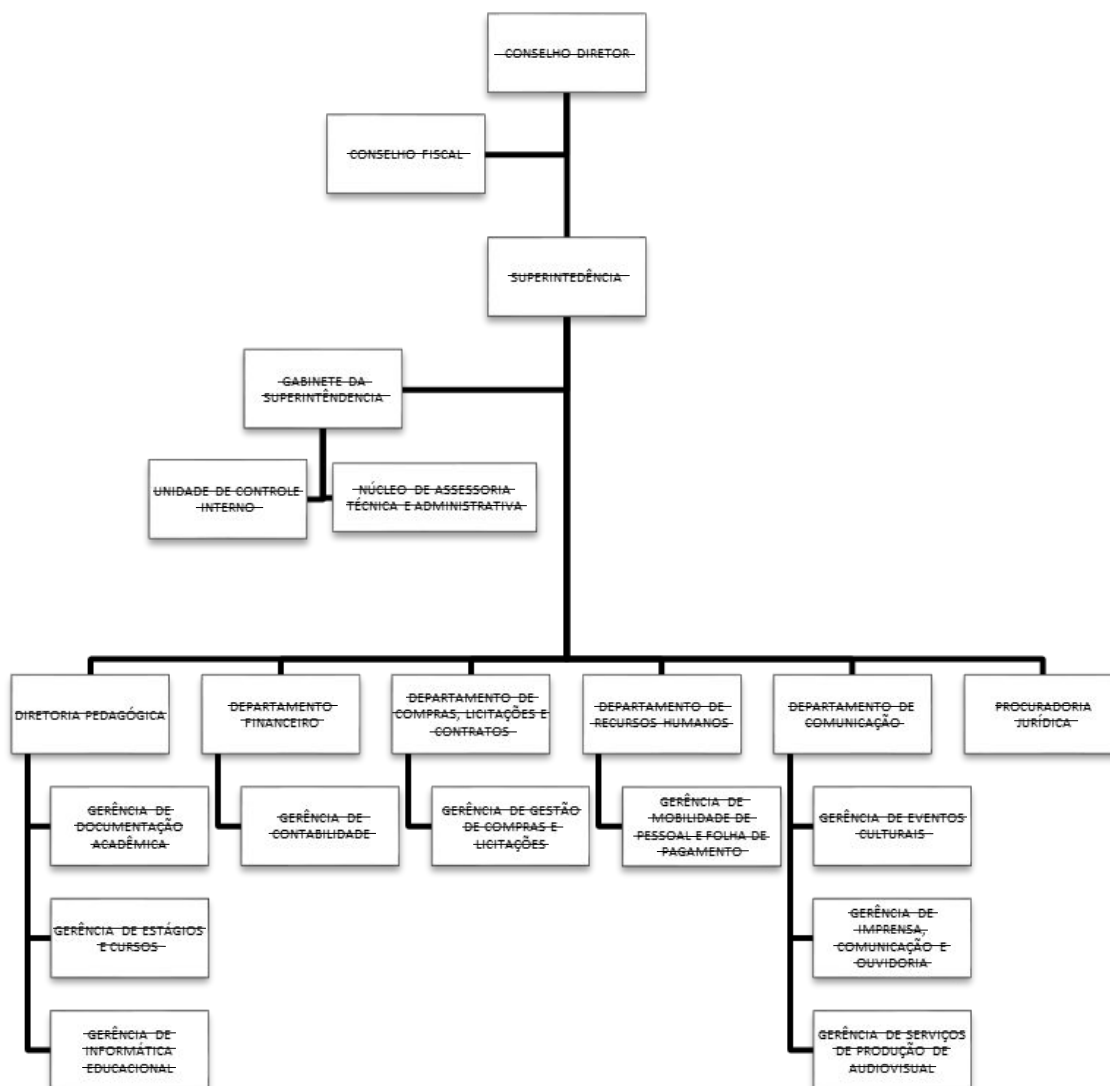 CONSELHO DIRETOR
CONSELHO FISCAL
SUPERINTEDÊNCIA
GABINETE DA
SUPERINTÊNDENCIA
UNIDADE DE CONTROLE
INTERNO
NÚCLEO DE ASSESSORIA
TÉCNICA E ADMINISTRATIVA
DIRETORIA PEDAGÓGICA
DEPARTAMENTO
FINANCEIRO
DEPARTAMENTO DE
COMPRAS, LICITAÇÕES E
CONTRATOS
DEPARTAMENTO DE
RECURSOS HUMANOS
DEPARTAMENTO DE
COMUNICAÇÃO
PROCURADORIA
JURÍDICA
GERÊNCIA DE
DOCUMENTAÇÃO
ACADÊMICA
GERÊNCIA DE
CONTABILIDADE
GERÊNCIA DE GESTÃO
DE COMPRAS E
LICITAÇÕES
GERÊNCIA DE
MOBILIDADE DE
PESSOAL E FOLHA DE
PAGAMENTO
GERÊNCIA DE EVENTOS
CULTURAIS
GERÊNCIA DE ESTÁGIOS
E CURSOS
GERÊNCIA DE
IMPRENSA,
COMUNICAÇÃO E
OUVIDORIA
GERÊNCIA DE
INFORMÁTICA
EDUCACIONAL
GERÊNCIA DE SERVIÇOS
DE PRODUÇÃO DE
AUDIOVISUAL